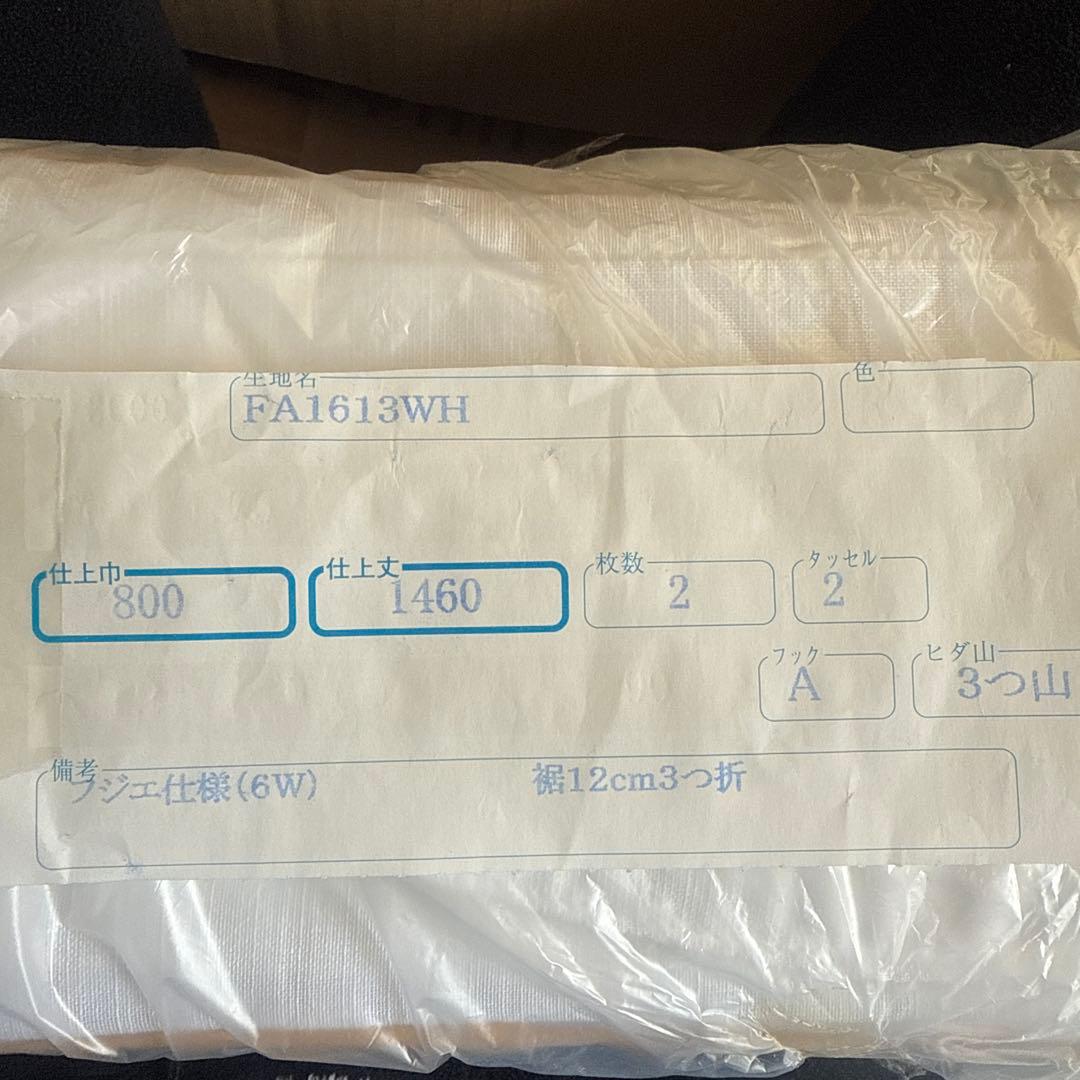 生地名
FA1613WH
色
仕上巾
800
仕上丈
1460
枚数
2
タッセル
2
フック
A
ヒダ山
3つ山
備考
フジエ仕様(6W) 裾12cm3つ折